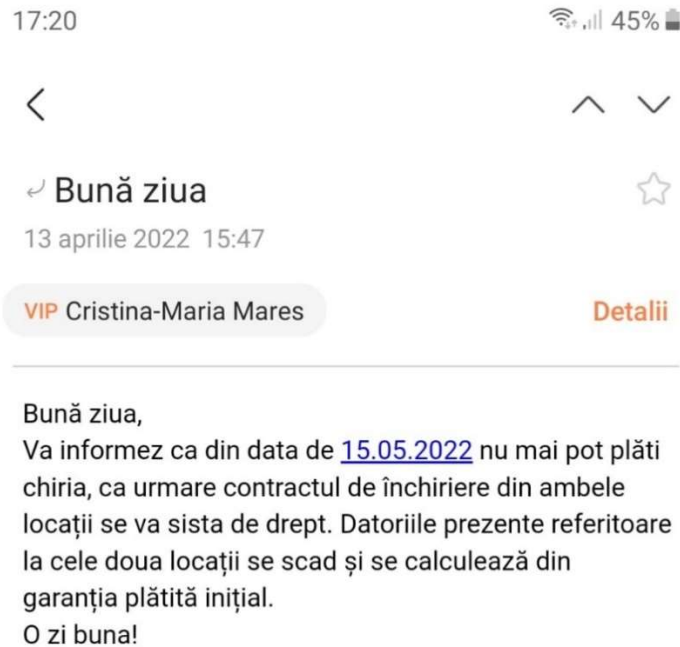 17:20 45%
Bună ziua
13 aprilie 2022 15:47
VIP Cristina-Maria Mares Detalii
Bună ziua,
Va informez ca din data de 15.05.2022 nu mai pot plăti
chiria, ca urmare contractul de închiriere din ambele
locații se va sista de drept. Datoriile prezente referitoare
la cele doua locații se scad și se calculează din
garanția plătită inițial.
O zi buna!